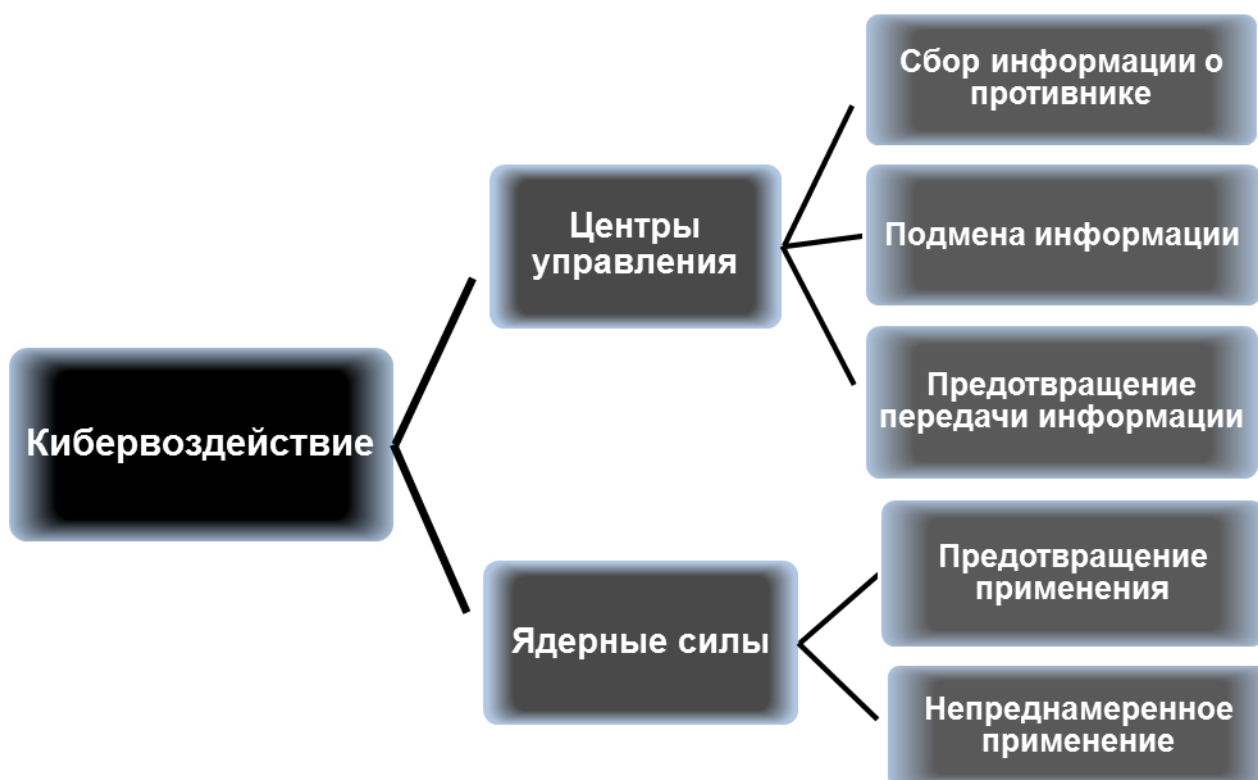 Кибервоздействие
Центры
управления
Сбор информации о
противнике
Подмена информации
Предотвращение
передачи информации
Ядерные силы
Предотвращение
применения
Непреднамеренное
применение